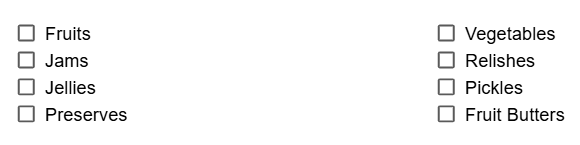 Fruits
Jams
Jellies
Preserves
Vegetables
Relishes
Pickles
Fruit Butters